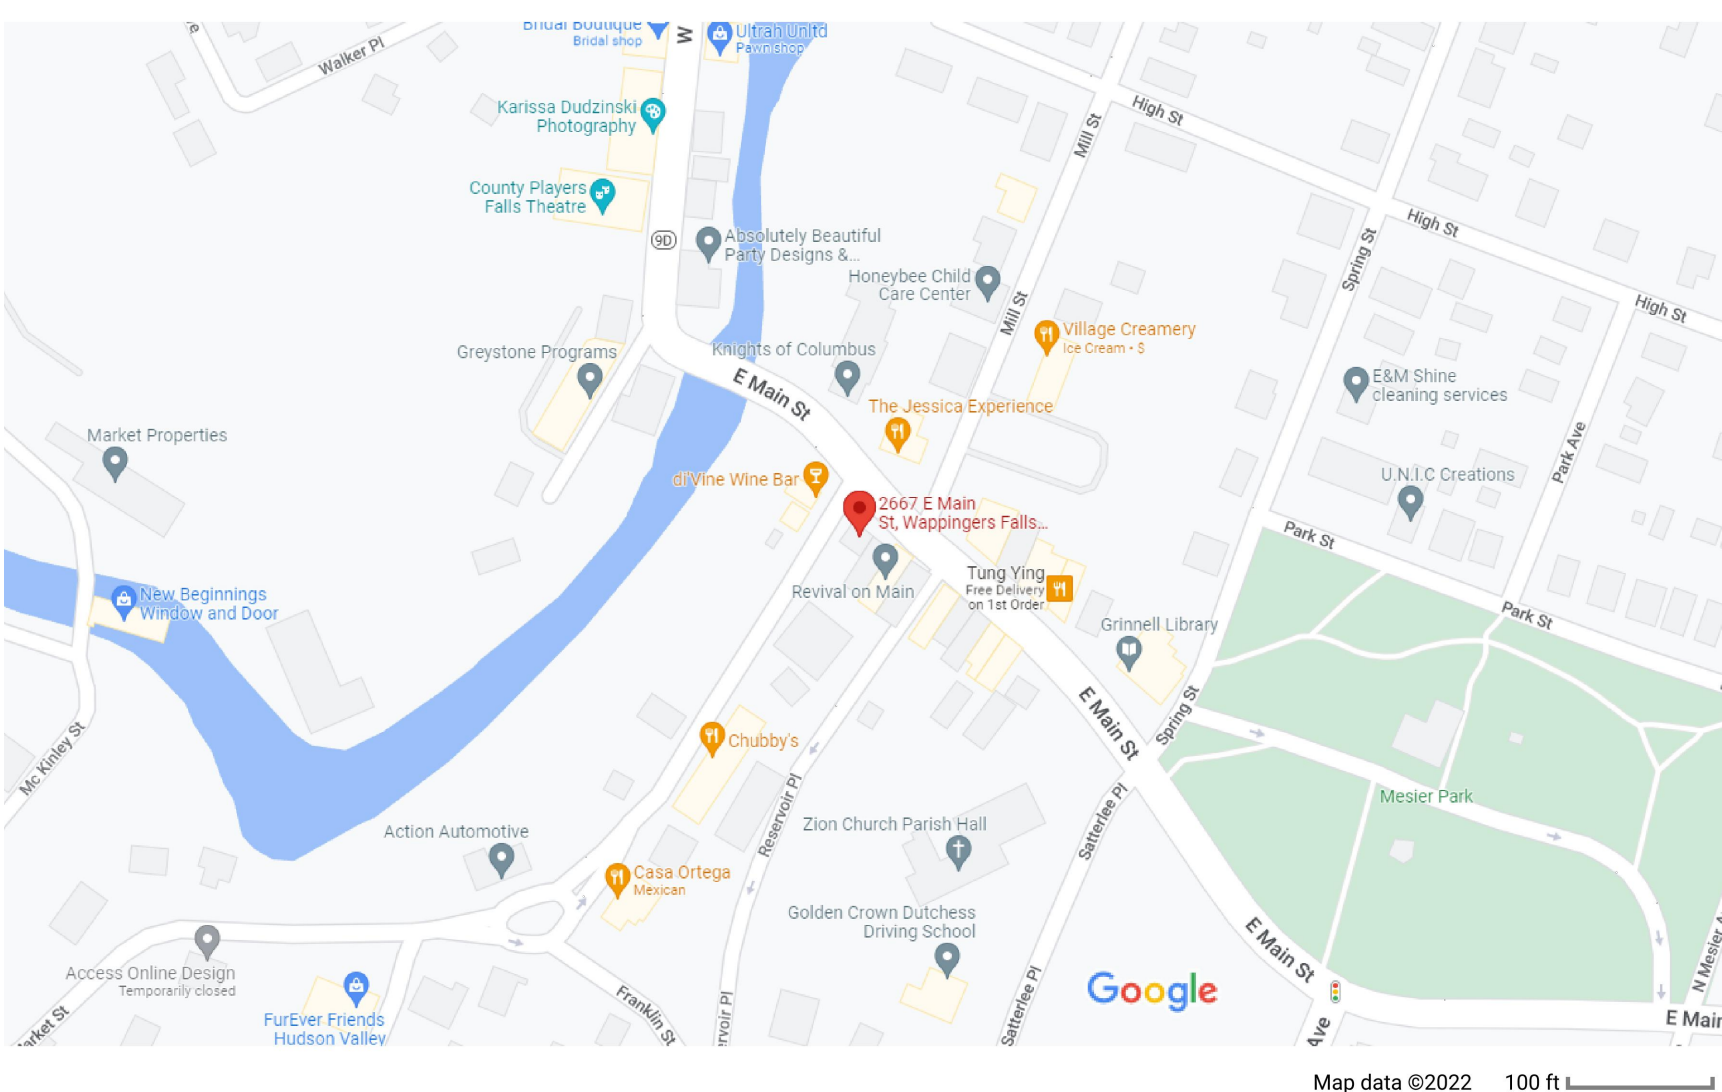 Bridal Boutique
Bridal shop
W
Ultrah Unltd
Pawn shop
Walker Pl
Karissa Dudzinski
Photography
High St
Mill St
County Players
Falls Theatre
High St
9D
Absolutely Beautiful
Party Designs &...
Spring St
Honeybee Child
Care Center
High St
Mill St
Village Creamery
Ice Cream • $
Greystone Programs
Knights of Columbus
E Main St
E&M Shine
cleaning services
The Jessica Experience
Market Properties
Park Ave
di'Vine Wine Bar
U.N.I.C Creations
2667 E Main
St, Wappingers Falls...
Park St
Tung Ying
Free Delivery
on 1st Order
Revival on Main
New Beginnings
Window and Door
Park St
Grinnell Library
E Main St
Spring St
Mc Kinley St
Chubby's
Mesier Park
Reservoir Pl
Satterlee Pl
Zion Church Parish Hall
Action Automotive
Casa Ortega
Mexican
Golden Crown Dutchess
Driving School
E Main St
N Mesier A
Access Online Design
Temporarily closed
Google
Franklin St
Satterlee Pl
ervoir Pl
FurEver Friends
Hudson Valley
arket St
Ave
E Main
Map data ©2022
100 ft